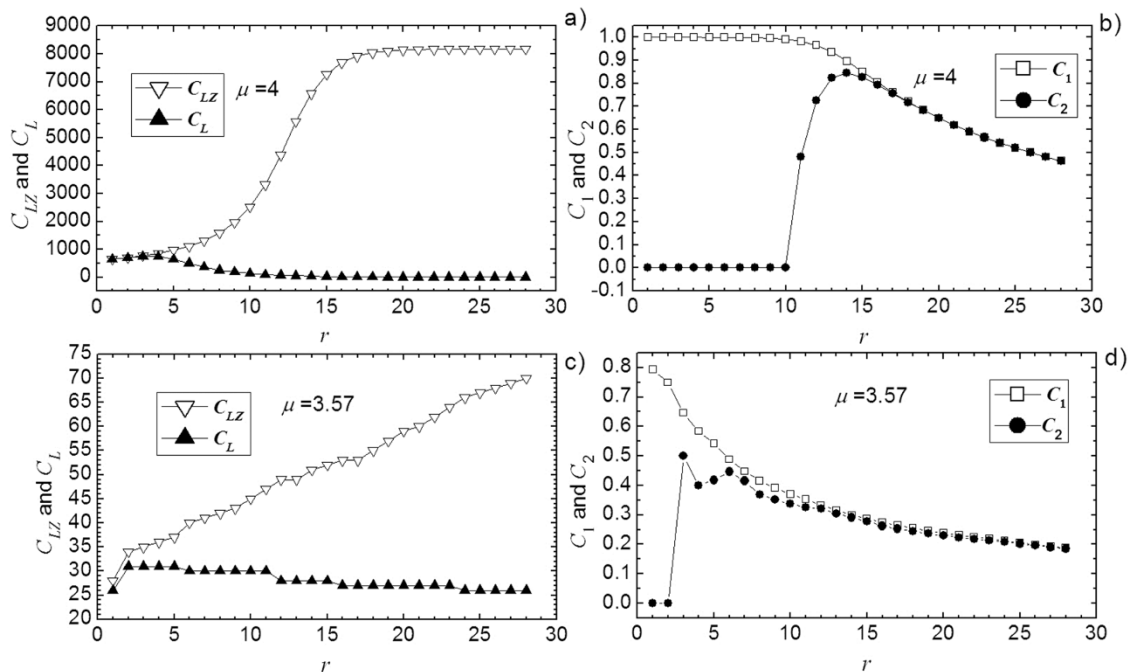 a)
C_LZ and C_L
9000
8000
7000
6000
5000
4000
3000
2000
1000
0
C_LZ
C_L
μ =4
0 5 10 15 20 25 30
r
b)
C_1 and C_2
1.0
0.9
0.8
0.7
0.6
0.5
0.4
0.3
0.2
0.1
0.0
-0.1
μ =4
C_1
C_2
0 5 10 15 20 25 30
r
c)
C_LZ and C_L
75
70
65
60
55
50
45
40
35
30
25
20
C_LZ
C_L
μ =3.57
0 5 10 15 20 25 30
r
d)
C_1 and C_2
0.8
0.7
0.6
0.5
0.4
0.3
0.2
0.1
0.0
μ =3.57
C_1
C_2
0 5 10 15 20 25 30
r